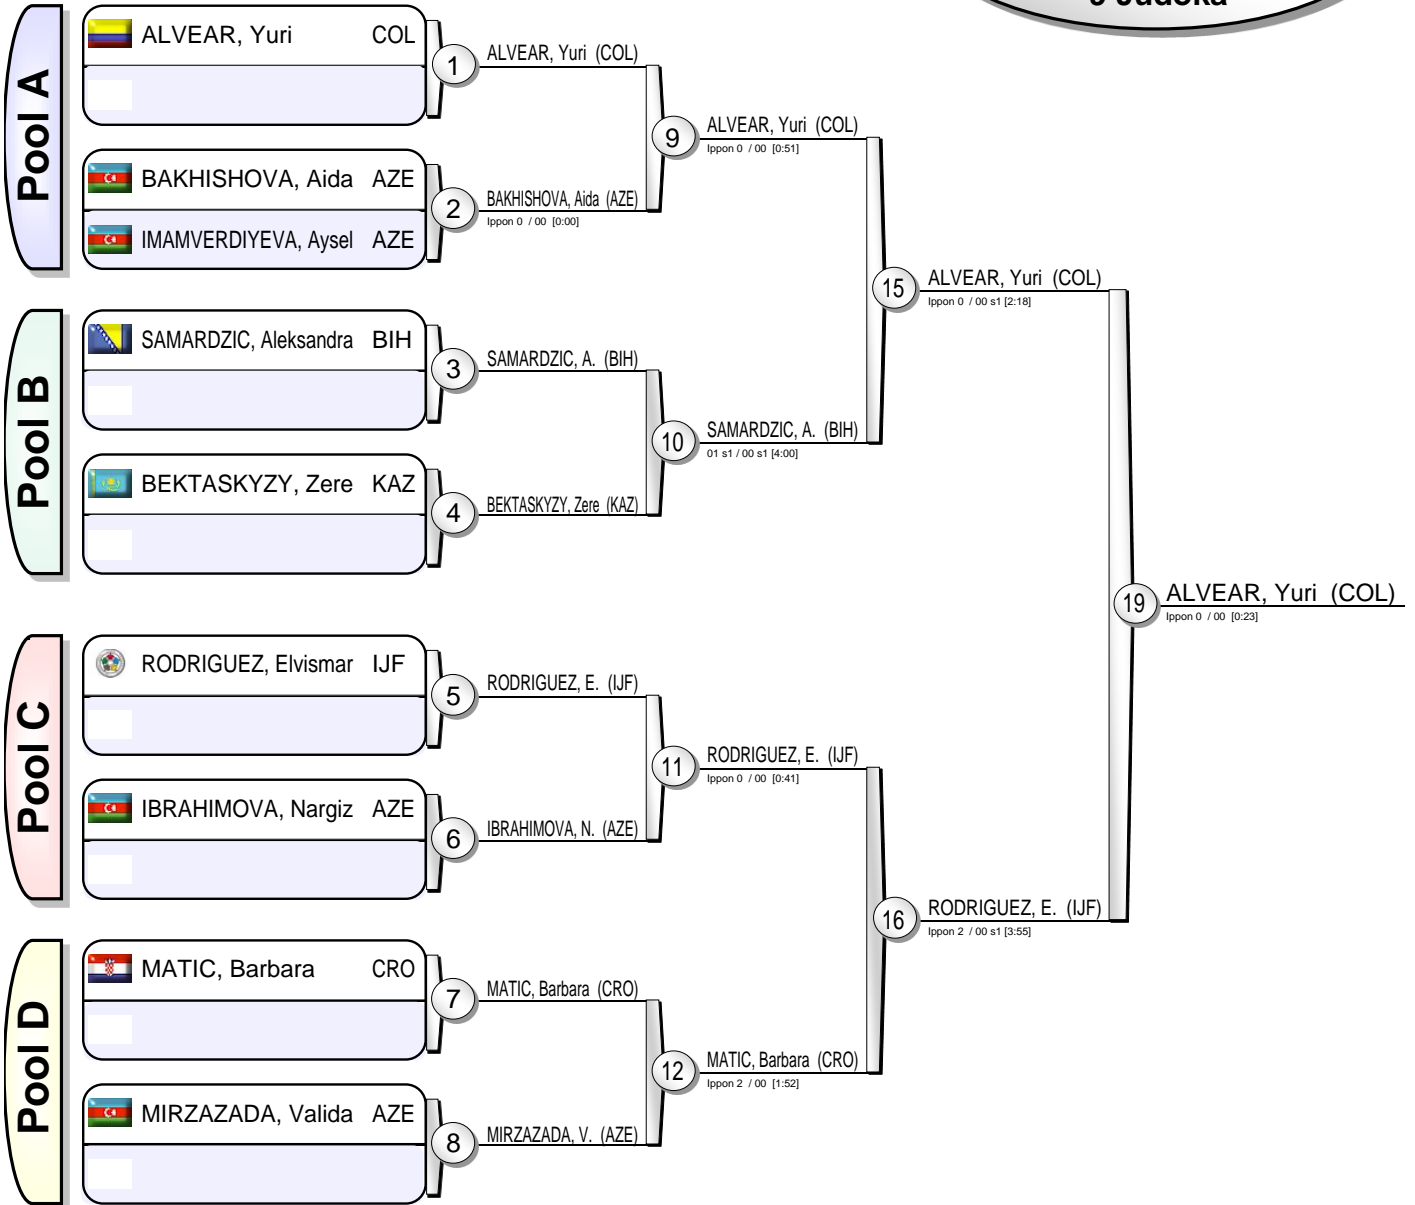 9 Judoka
Pool A
ALVEAR, Yuri COL
1
ALVEAR, Yuri (COL)
BAKHISHOVA, Aida AZE
IMAMVERDIYEVA, Aysel AZE
2
BAKHISHOVA, Aida (AZE)
Ippon 0 / 00 [0:00]
9
ALVEAR, Yuri (COL)
Ippon 0 / 00 [0:51]
Pool B
SAMARDZIC, Aleksandra BIH
3
SAMARDZIC, A. (BIH)
BEKTASKYZY, Zere KAZ
4
BEKTASKYZY, Zere (KAZ)
10
SAMARDZIC, A. (BIH)
01 s1 / 00 s1 [4:00]
15
ALVEAR, Yuri (COL)
Ippon 0 / 00 s1 [2:18]
Pool C
RODRIGUEZ, Elvismar IJF
5
RODRIGUEZ, E. (IJF)
IBRAHIMOVA, Nargiz AZE
6
IBRAHIMOVA, N. (AZE)
11
RODRIGUEZ, E. (IJF)
Ippon 0 / 00 [0:41]
Pool D
MATIC, Barbara CRO
7
MATIC, Barbara (CRO)
MIRZAZADA, Valida AZE
8
MIRZAZADA, V. (AZE)
12
MATIC, Barbara (CRO)
Ippon 2 / 00 [1:52]
16
RODRIGUEZ, E. (IJF)
Ippon 2 / 00 s1 [3:55]
19
ALVEAR, Yuri (COL)
Ippon 0 / 00 [0:23]